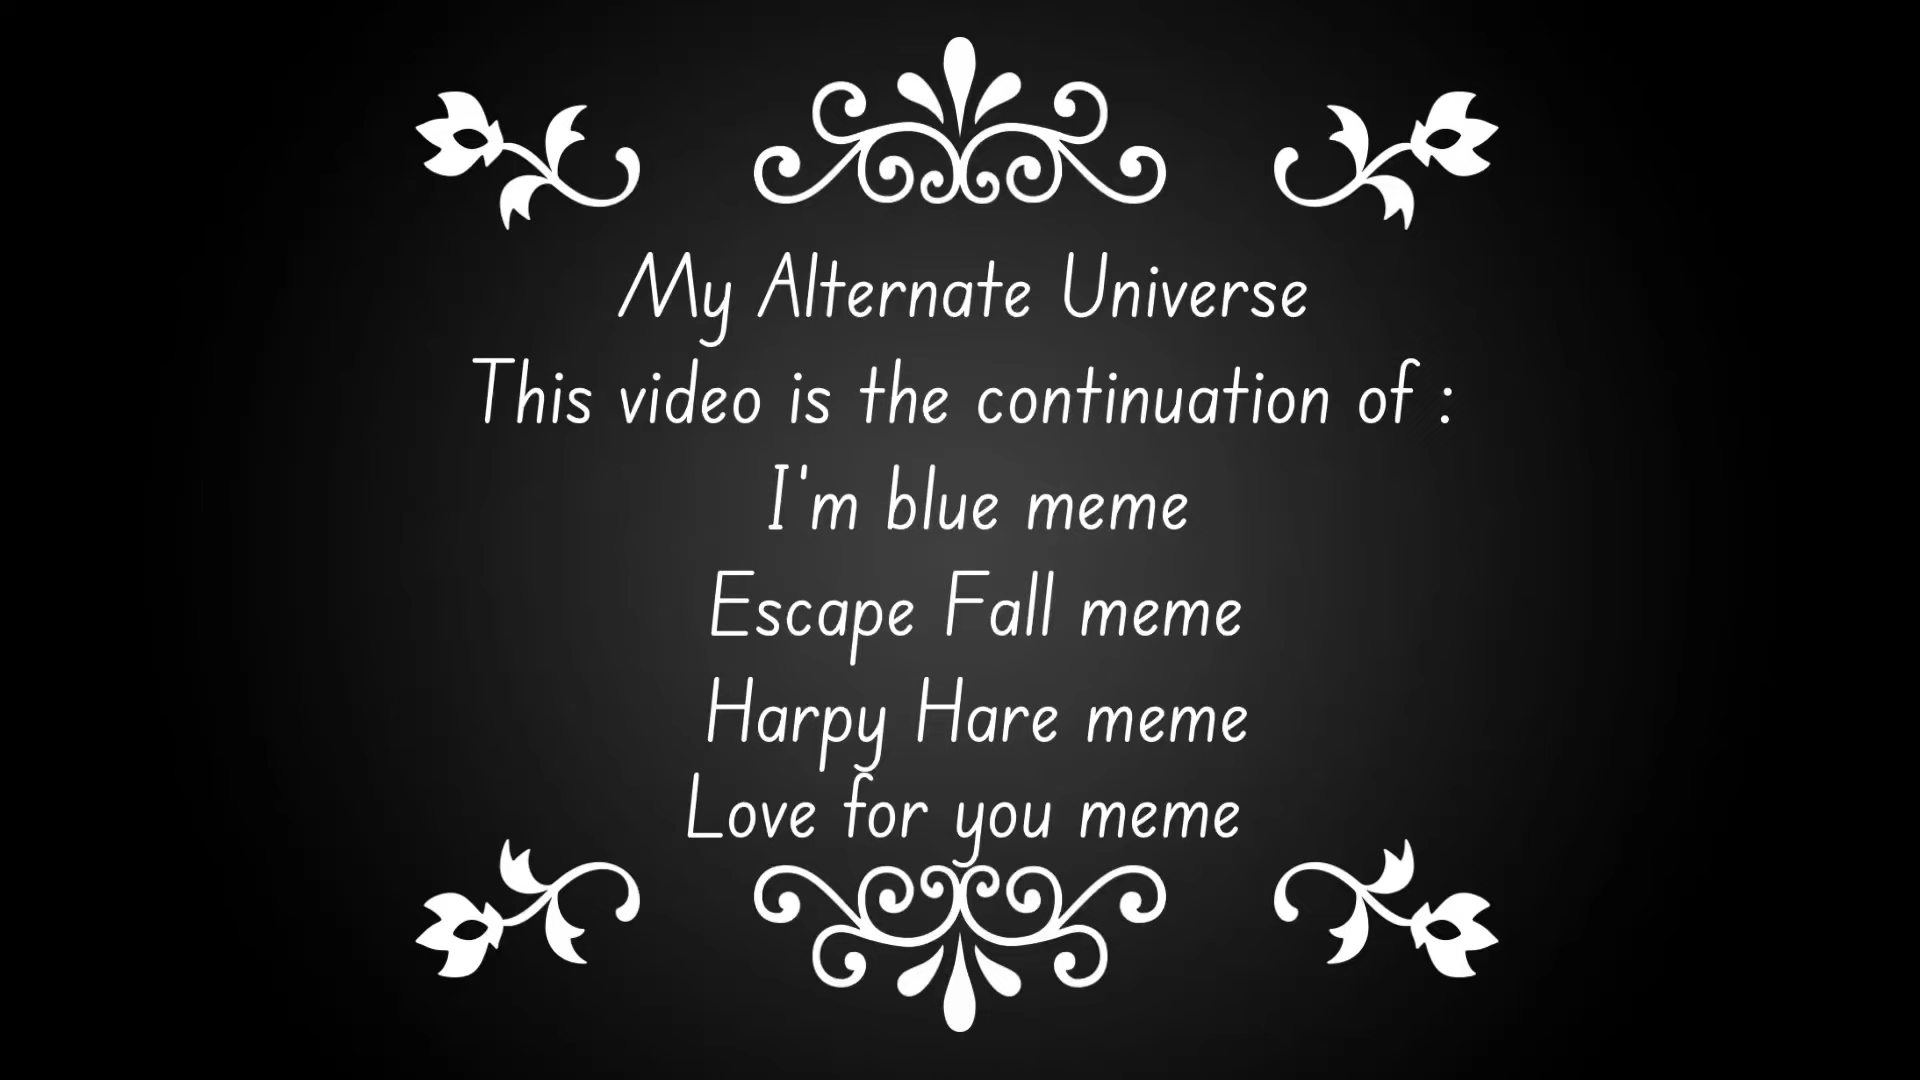 My Alternate Universe
This video is the continuation of :
I'm blue meme
Escape Fall meme
Harpy Hare meme
Love for you meme